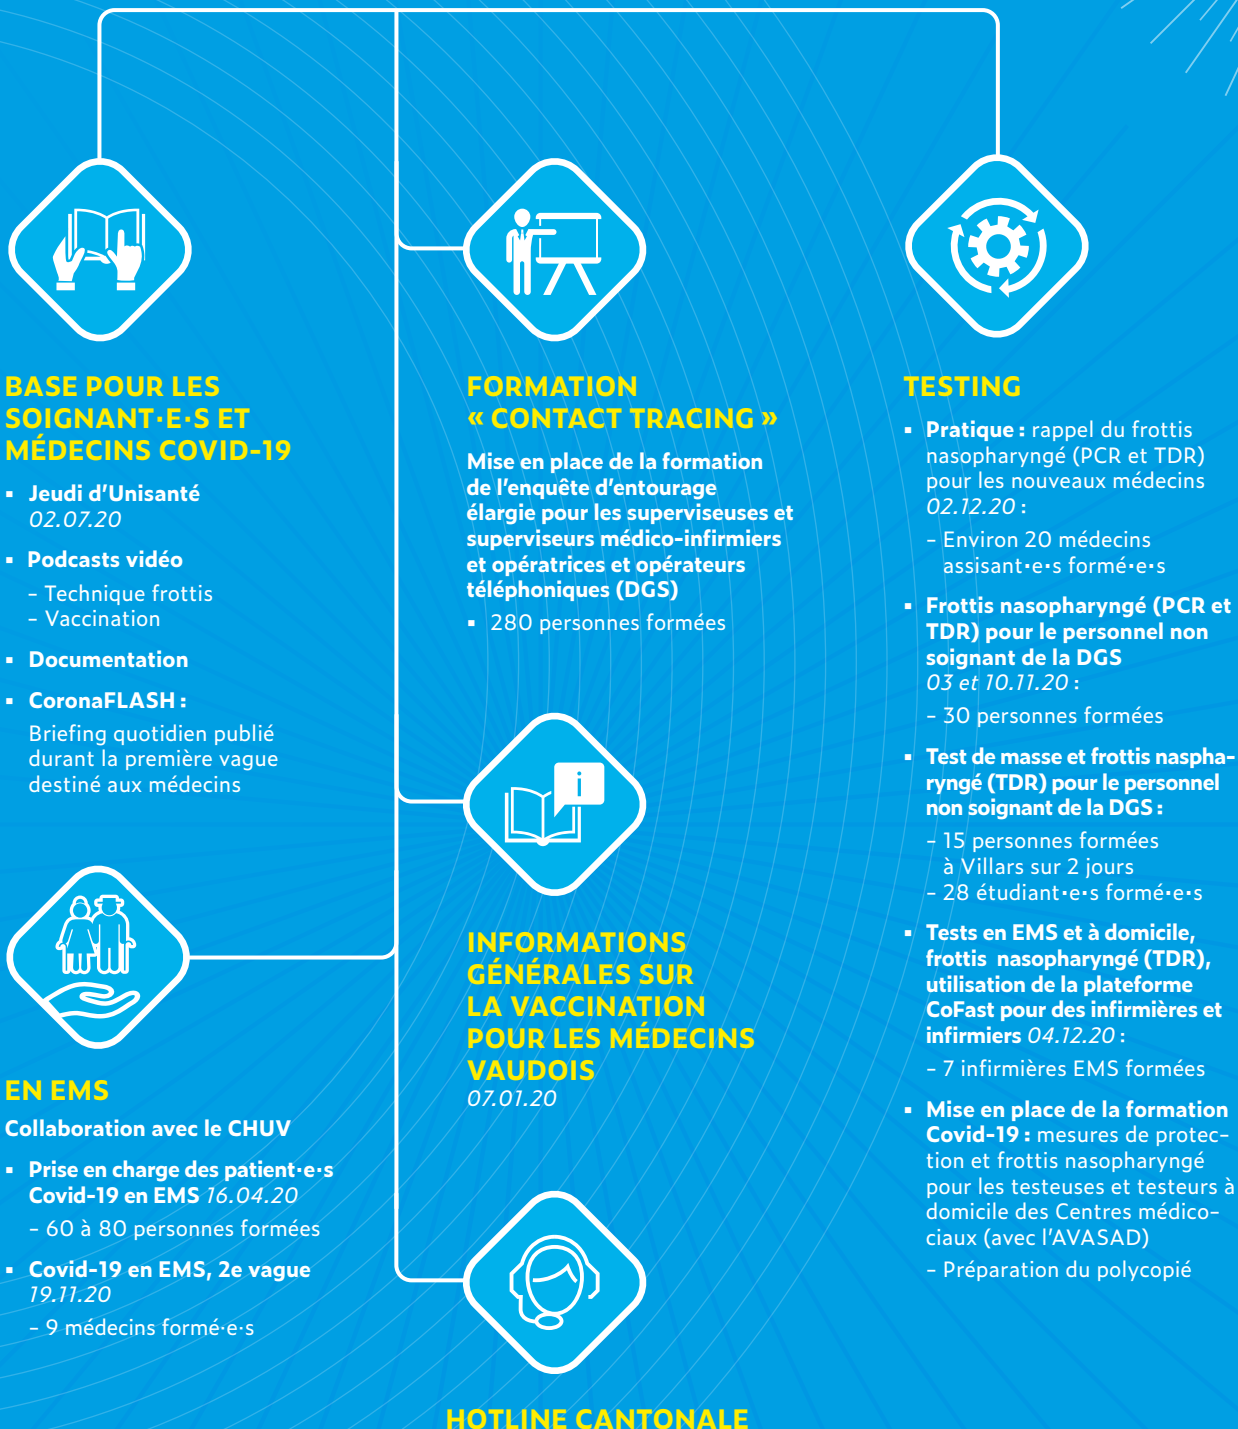 BASE POUR LES
SOIGNANT·E·S ET
MÉDECINS COVID-19
▪ Jeudi d'Unisanté
02.07.20
▪ Podcasts vidéo
– Technique frottis
– Vaccination
▪ Documentation
▪ CoronaFLASH :
Briefing quotidien publié
durant la première vague
destiné aux médecins
EN EMS
Collaboration avec le CHUV
▪ Prise en charge des patient·e·s
Covid-19 en EMS 16.04.20
– 60 à 80 personnes formées
▪ Covid-19 en EMS, 2e vague
19.11.20
– 9 médecins formé·e·s
FORMATION
« CONTACT TRACING »
Mise en place de la formation
de l'enquête d'entourage
élargie pour les superviseuses et
superviseurs médico-infirmiers
et opératrices et opérateurs
téléphoniques (DGS)
▪ 280 personnes formées
i
INFORMATIONS
GÉNÉRALES SUR
LA VACCINATION
POUR LES MÉDECINS
VAUDOIS
07.01.20
HOTLINE CANTONALE
TESTING
▪ Pratique : rappel du frottis
nasopharyngé (PCR et TDR)
pour les nouveaux médecins
02.12.20 :
– Environ 20 médecins
assisant·e·s formé·e·s
▪ Frottis nasopharyngé (PCR et
TDR) pour le personnel non
soignant de la DGS
03 et 10.11.20 :
– 30 personnes formées
▪ Test de masse et frottis naspha-
ryngé (TDR) pour le personnel
non soignant de la DGS :
– 15 personnes formées
à Villars sur 2 jours
– 28 étudiant·e·s formé·e·s
▪ Tests en EMS et à domicile,
frottis nasopharyngé (TDR),
utilisation de la plateforme
CoFast pour des infirmières et
infirmiers 04.12.20 :
– 7 infirmières EMS formées
▪ Mise en place de la formation
Covid-19 : mesures de protec-
tion et frottis nasopharyngé
pour les testeuses et testeurs à
domicile des Centres médico-
ciaux (avec l'AVASAD)
– Préparation du polycopié